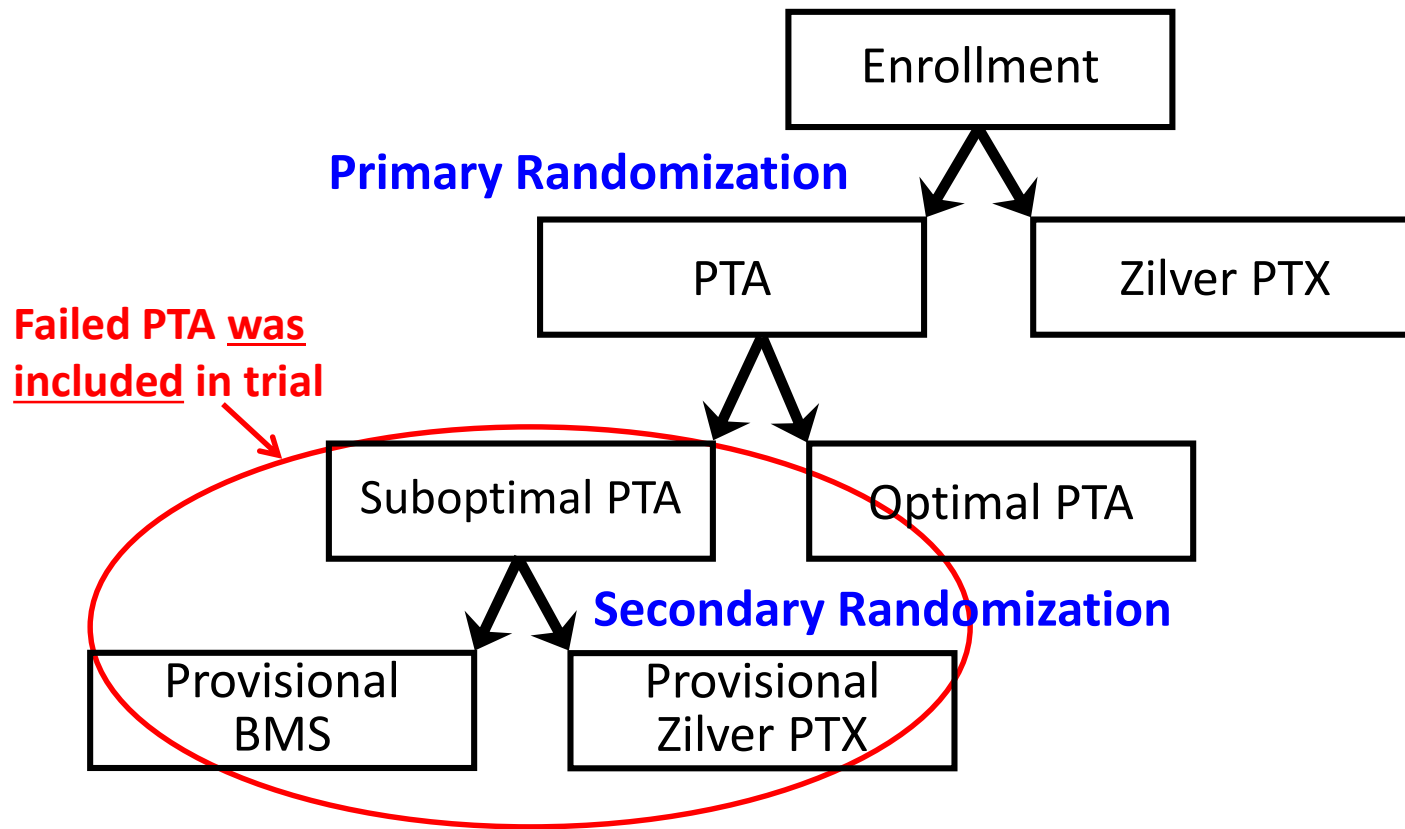 Enrollment
Primary Randomization
PTA
Zilver PTX
Failed PTA was
included in trial
Suboptimal PTA
Optimal PTA
Secondary Randomization
Provisional
BMS
Provisional
Zilver PTX